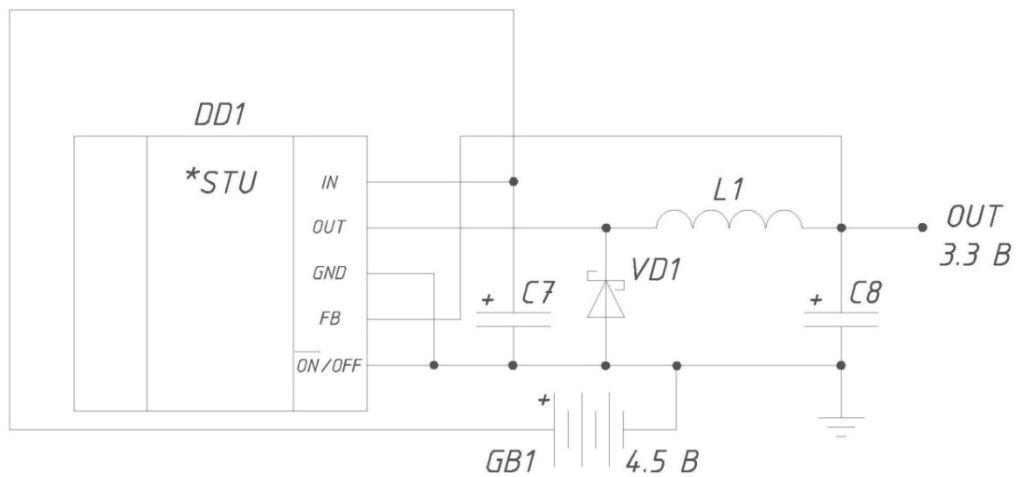 DD1
*STU
IN
OUT
GND
FB
ON/OFF
+ C7
VD1
L1
+ C8
OUT
3.3 В
+
GB1 4.5 В